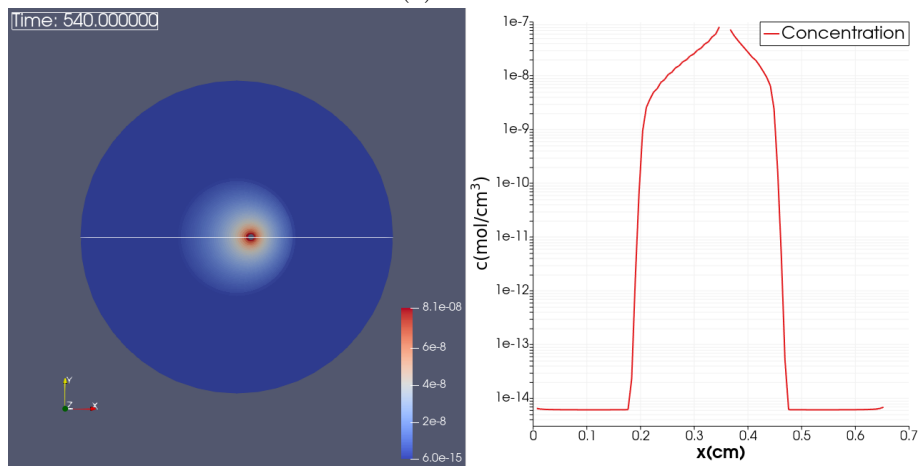 Time: 540.000000
8.1e-08
6e-8
4e-8
2e-8
6.0e-15
Y
Z
X
1e-7
1e-8
1e-9
1e-10
1e-11
1e-12
1e-13
1e-14
c(mol/cm³)
Concentration
0 0.1 0.2 0.3 0.4 0.5 0.6 0.7
x(cm)